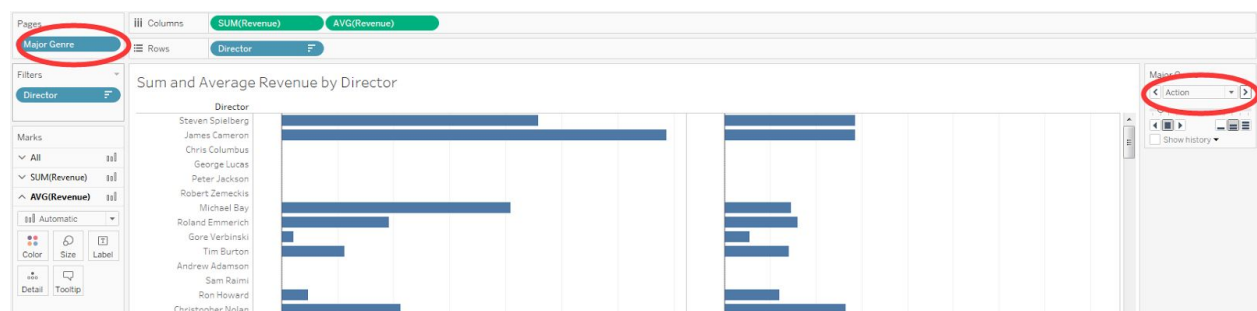 Pages
Columns
SUM(Revenue)
AVG(Revenue)
Major Genre
Rows
Director
Filters
Director
Sum and Average Revenue by Director
Director
Steven Spielberg
James Cameron
Chris Columbus
George Lucas
Peter Jackson
Robert Zemeckis
Michael Bay
Roland Emmerich
Gore Verbinski
Tim Burton
Andrew Adamson
Sam Raimi
Ron Howard
Christopher Nolan
Marks
All
SUM(Revenue)
AVG(Revenue)
Automatic
Color
Size
Label
Detail
Tooltip
Action
Show history